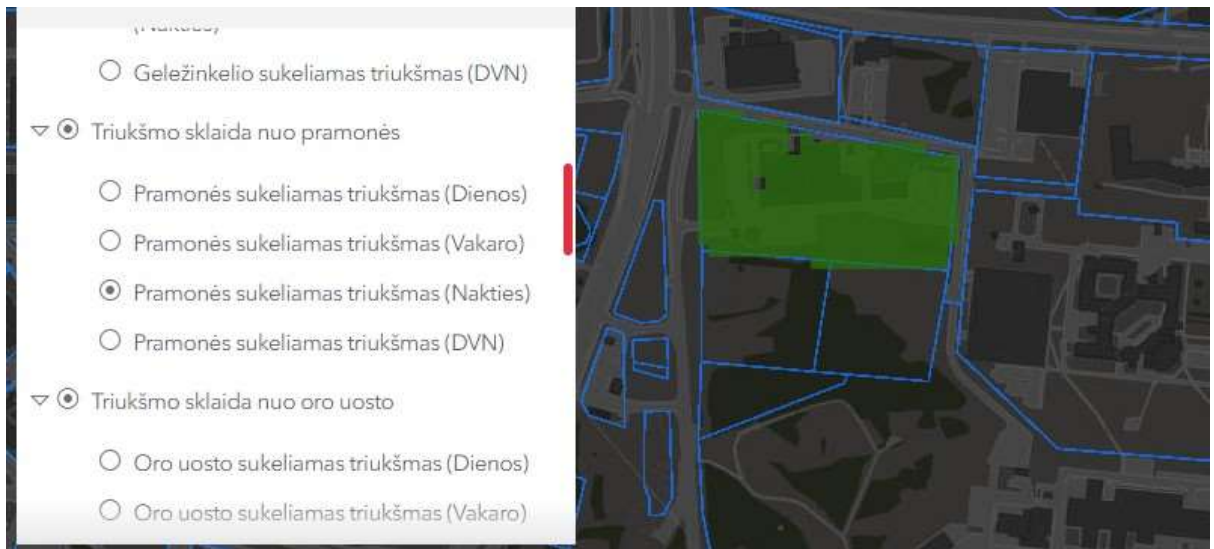 Geležinkelio sukeliamas triukšmas (DVN)
Triukšmo sklaida nuo pramonės
Pramonės sukeliamas triukšmas (Dienos)
Pramonės sukeliamas triukšmas (Vakaro)
Pramonės sukeliamas triukšmas (Nakties)
Pramonės sukeliamas triukšmas (DVN)
Triukšmo sklaida nuo oro uosto
Oro uosto sukeliamas triukšmas (Dienos)
Oro uosto sukeliamas triukšmas (Vakaro)